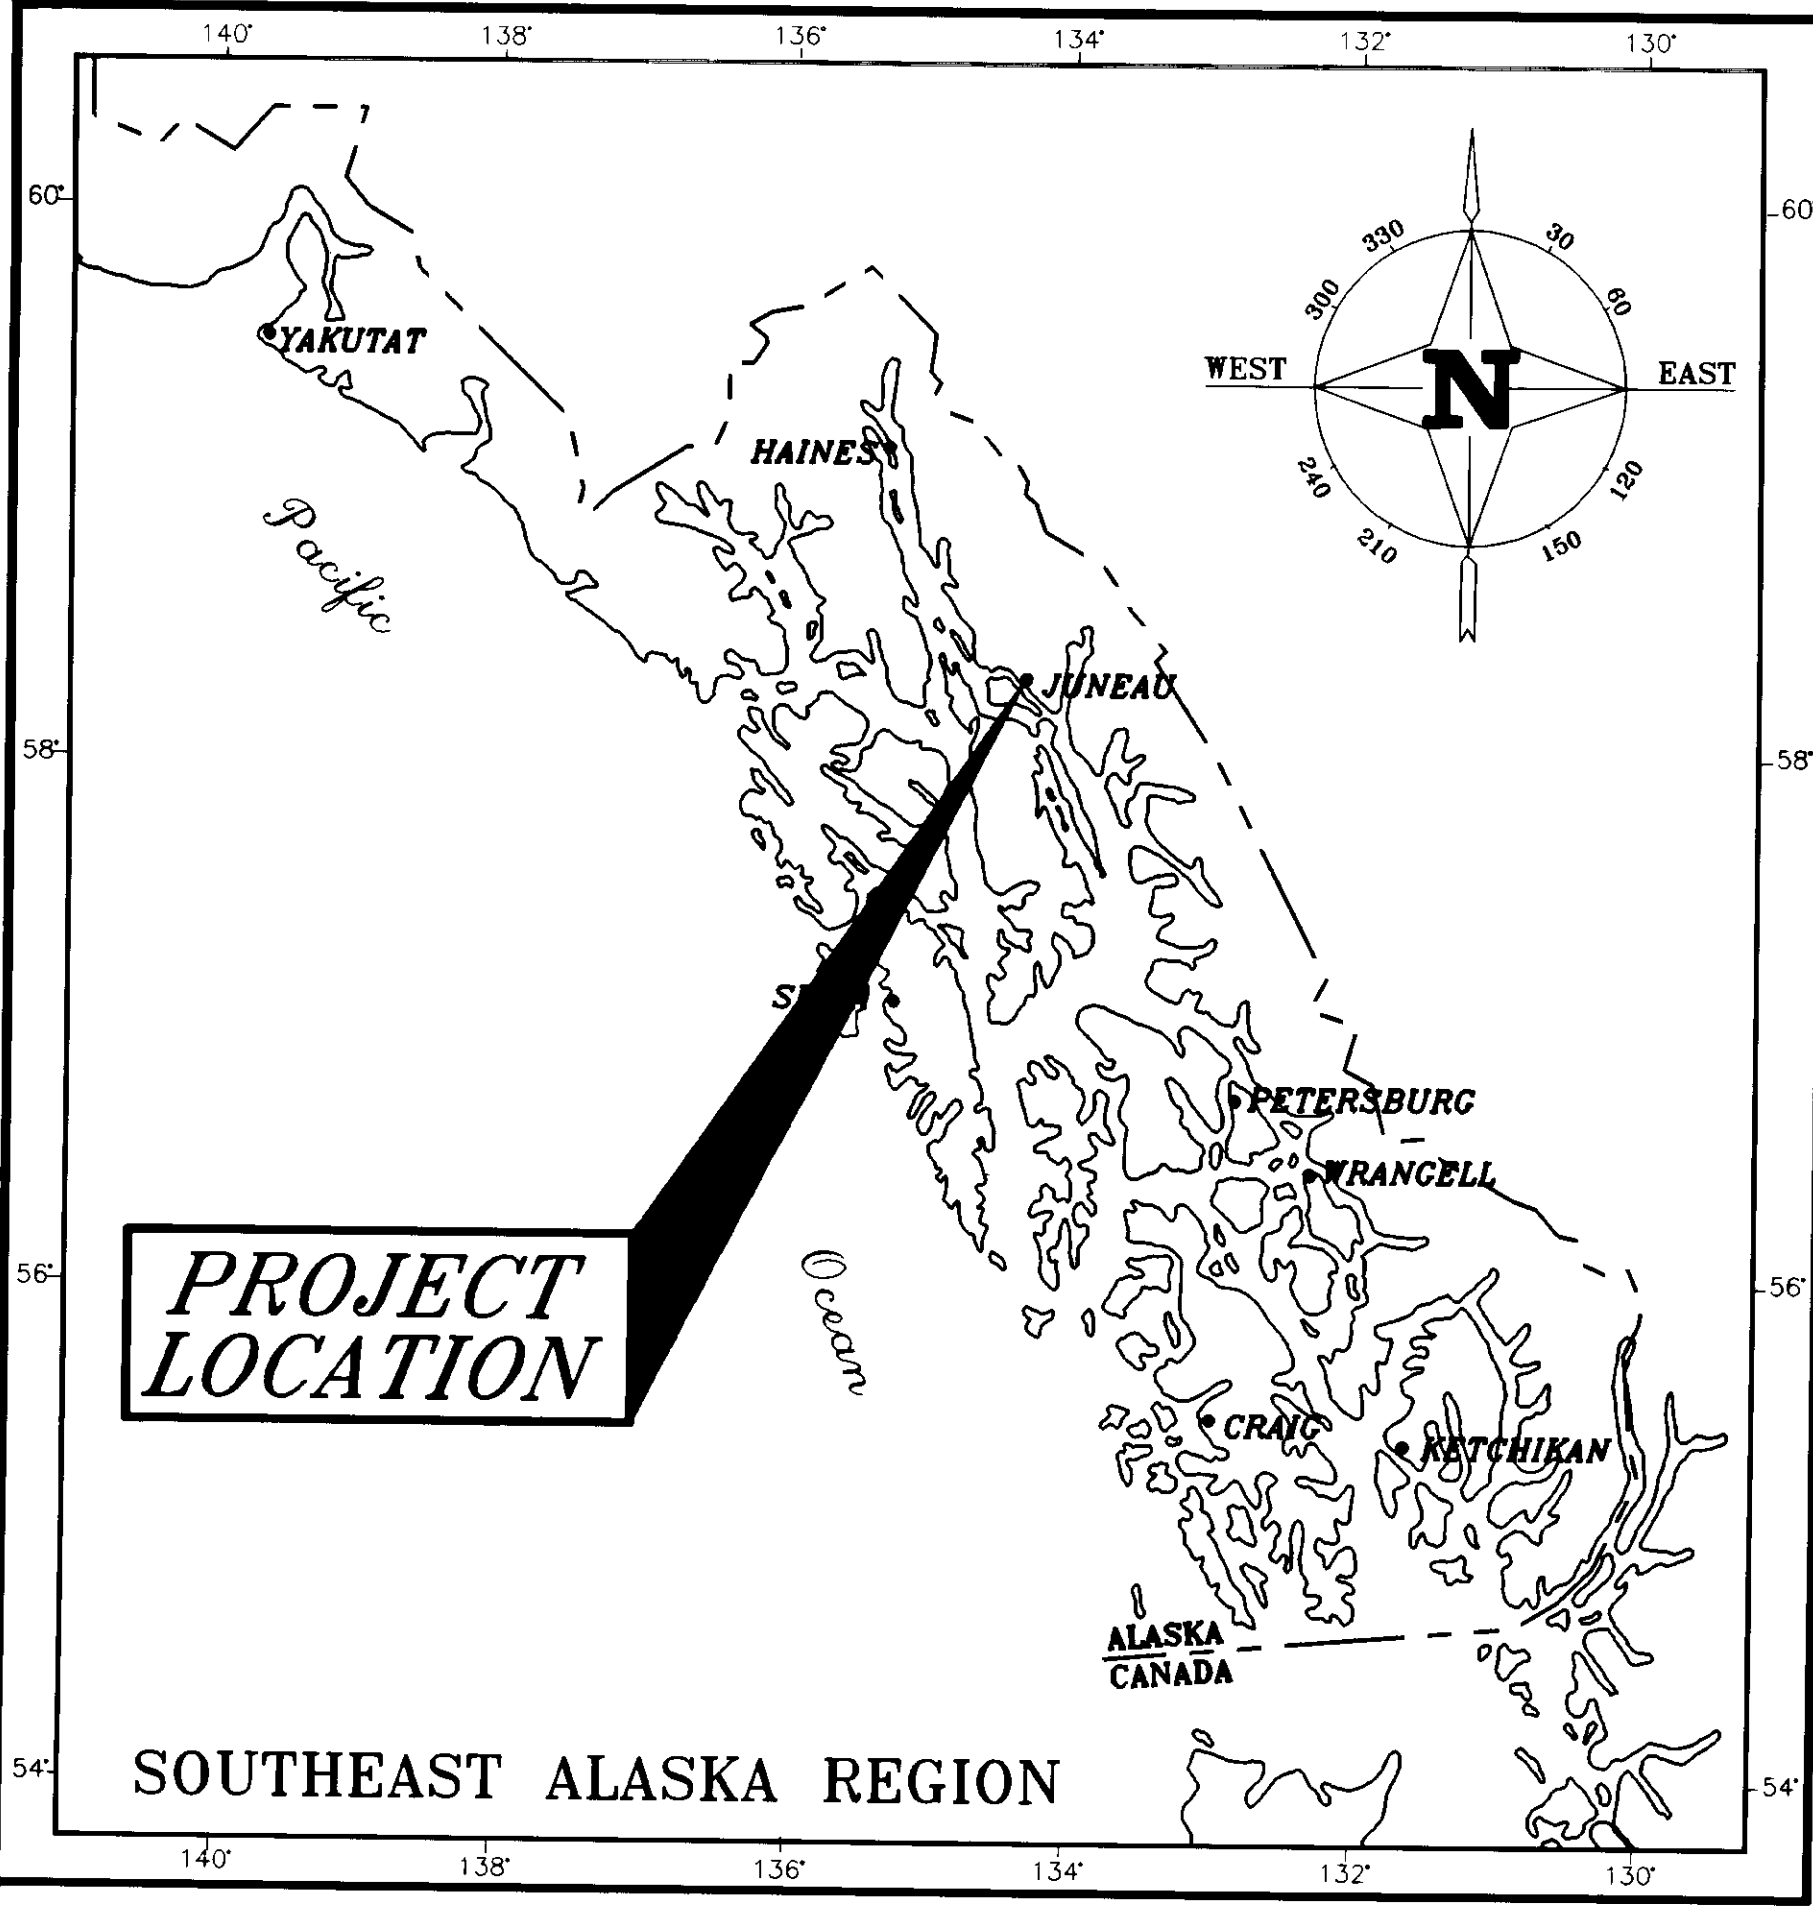 140° 138° 136° 134° 132° 130°
60° 60°
330 30
300 60
WEST N EAST
240 120
210 150
YAKUTAT
HAINES
Pacific
JUNEAU
58° 58°
PETERSBURG
WRANGELL
Ocean
56° 56°
PROJECT
LOCATION
CRAIG
KETCHIKAN
ALASKA
CANADA
SOUTHEAST ALASKA REGION
54° 54°
140° 138° 136° 134° 132° 130°